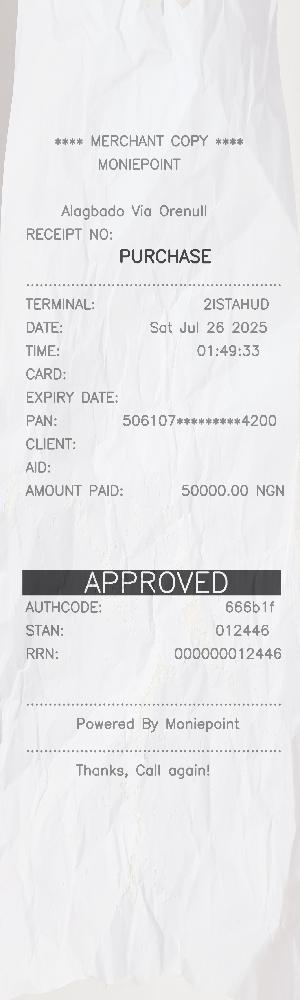 **** MERCHANT COPY ****
MONIEPOINT
Alagbado Via Orenull
RECEIPT NO:
PURCHASE
TERMINAL: 2ISTAHUD
DATE: Sat Jul 26 2025
TIME: 01:49:33
CARD:
EXPIRY DATE:
PAN: 506107*********4200
CLIENT:
AID:
AMOUNT PAID: 50000.00 NGN
APPROVED
AUTHCODE: 666b1f
STAN: 012446
RRN: 000000012446
Powered By Moniepoint
Thanks, Call again!